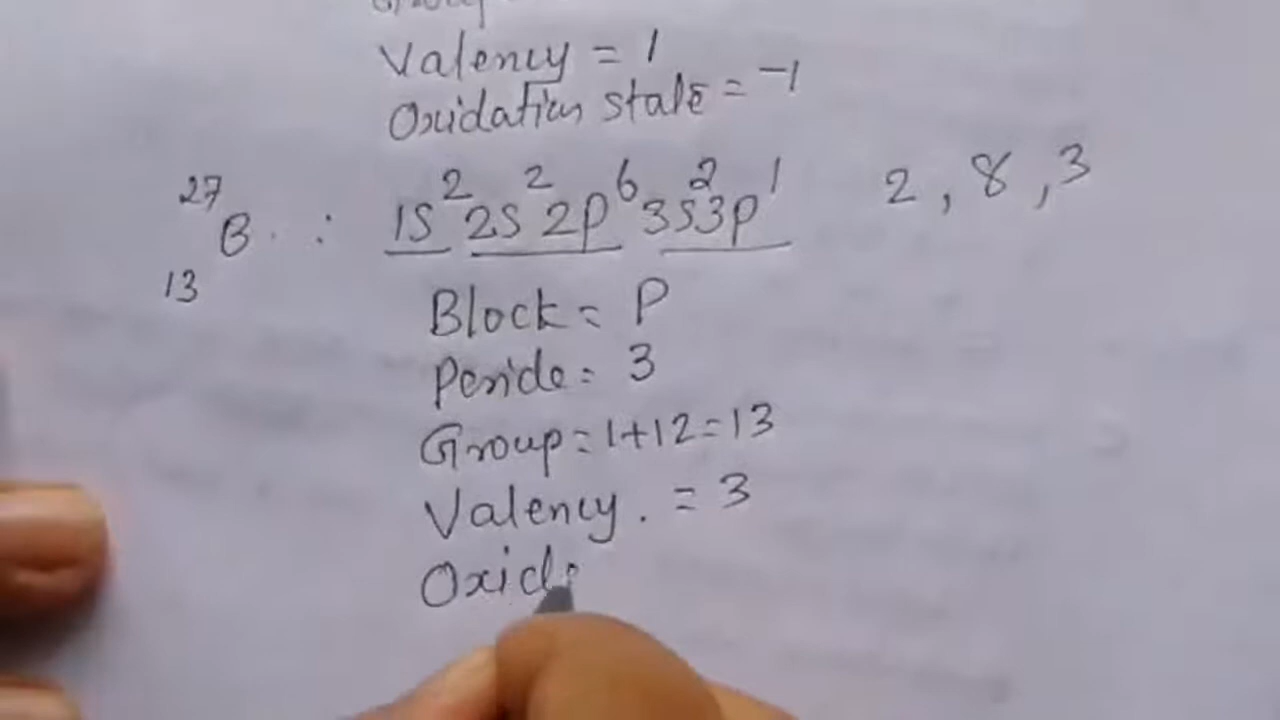 Valency = 1
Oxidation state = -1
27 13 B : 1S² 2S² 2P⁶ 3S² 3P¹ 2, 8, 3
Block = P
Peride = 3
Group = 1+12=13
Valency . = 3
Oxida